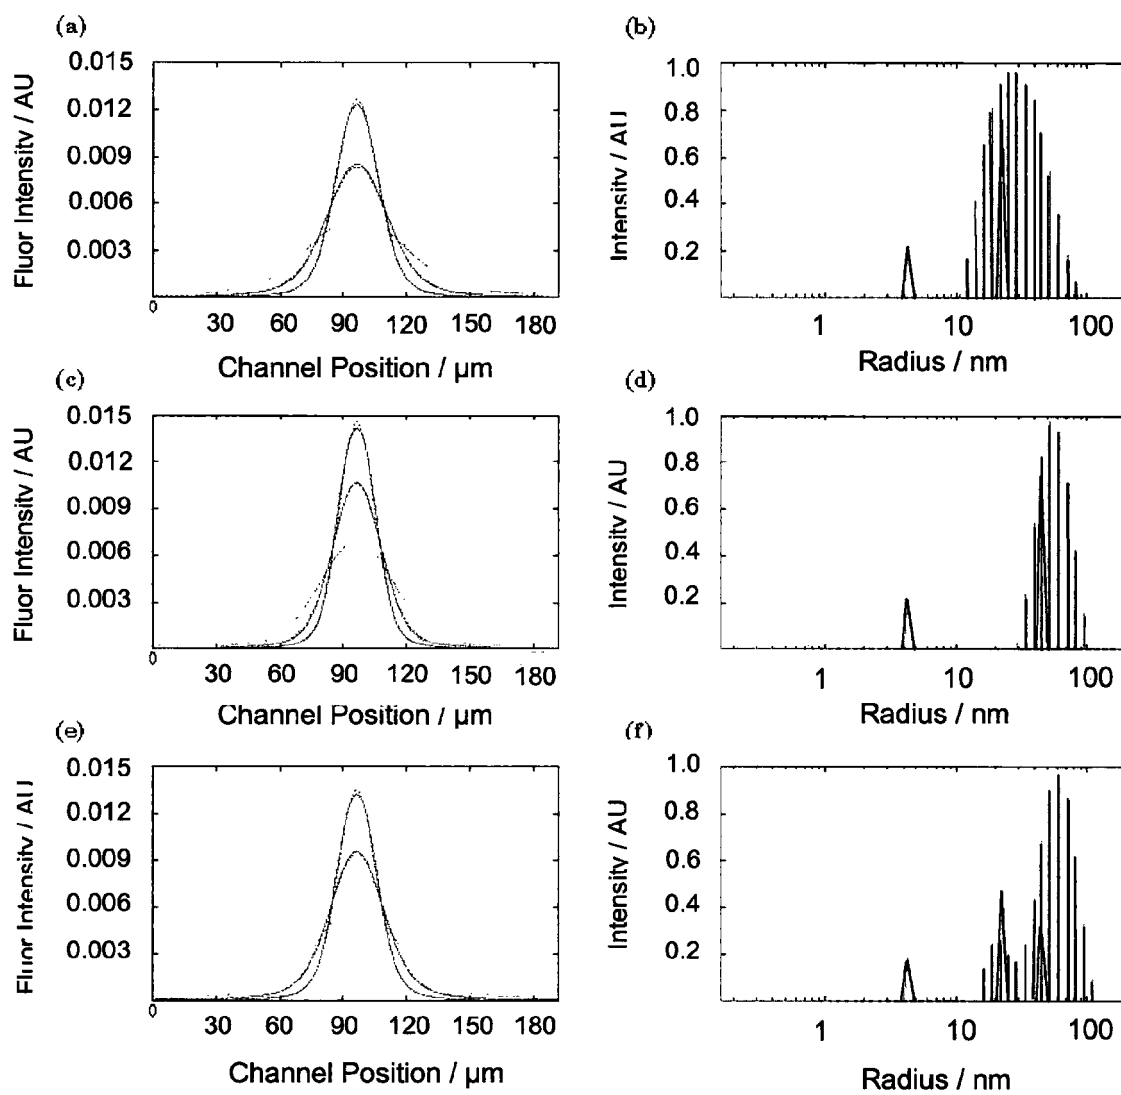 (a)
Fluor Intensity / AU
0.015
0.012
0.009
0.006
0.003
0
30 60 90 120 150 180
Channel Position / µm
(b)
Intensity / AU
1.0
0.8
0.6
0.4
0.2
1 10 100
Radius / nm
(c)
Fluor Intensity / AU
0.015
0.012
0.009
0.006
0.003
0
30 60 90 120 150 180
Channel Position / µm
(d)
Intensity / AU
1.0
0.8
0.6
0.4
0.2
1 10 100
Radius / nm
(e)
Fluor Intensity / AU
0.015
0.012
0.009
0.006
0.003
0
30 60 90 120 150 180
Channel Position / µm
(f)
Intensity / AU
1.0
0.8
0.6
0.4
0.2
1 10 100
Radius / nm